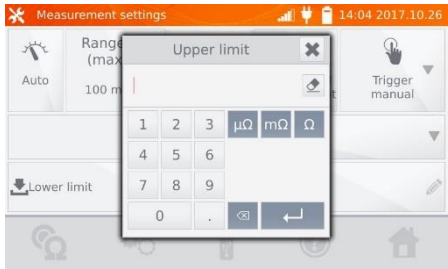 Measurement settings
14:04 2017.10.26
Auto
Range
(max
100 m
Upper limit
Trigger
manual
1 2 3 μΩ mΩ Ω
4 5 6
7 8 9
0 .
Lower limit